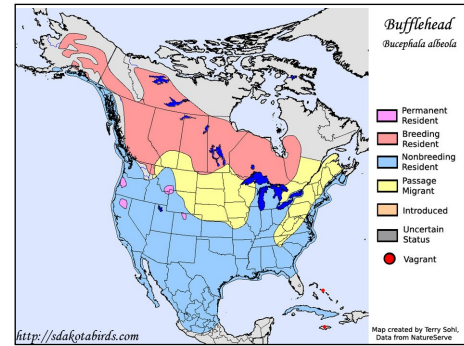 Bufflehead
Bucephala albeola
Permanent
Resident
Breeding
Resident
Nonbreeding
Resident
Passage
Migrant
Introduced
Uncertain
Status
Vagrant
http://sdakotabirds.com
Map created by Terry Sohl,
Data from NatureServe